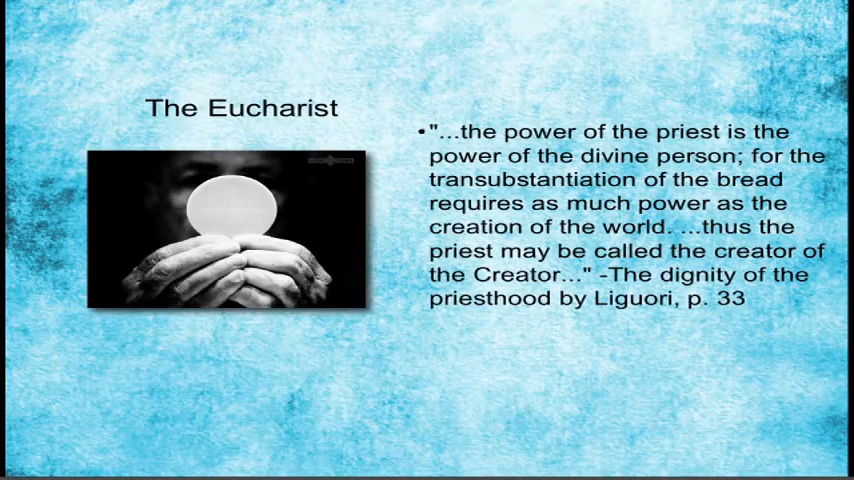 The Eucharist
•"...the power of the priest is the
power of the divine person; for the
transubstantiation of the bread
requires as much power as the
creation of the world. ...thus the
priest may be called the creator of
the Creator..." -The dignity of the
priesthood by Liguori, p. 33